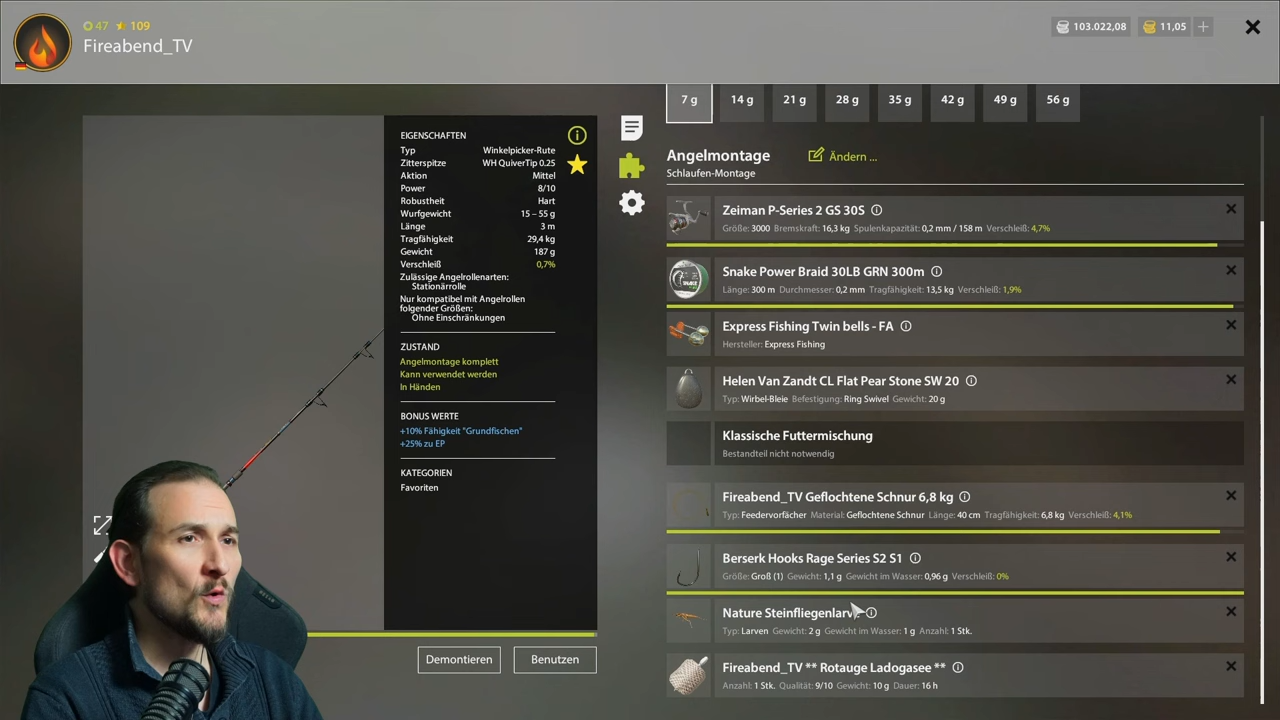 47 109
Fireabend_TV
103.022,08 11,05 +
7 g 14 g 21 g 28 g 35 g 42 g 49 g 56 g
EIGENSCHAFTEN
Typ Winkelpicker-Rute
Zitterspitze WH QuiverTip 0.25
Aktion Mittel
Power 8/10
Robustheit Hart
Wurfgewicht 15 – 55 g
Länge 3 m
Tragfähigkeit 29,4 kg
Gewicht 187 g
Verschleiß 0,7%
Zulässige Angelrollenarten:
Stationärrolle
Nur kompatibel mit Angelrollen
folgender Größen:
Ohne Einschränkungen
ZUSTAND
Angelmontage komplett
Kann verwendet werden
In Händen
BONUS WERTE
+10% Fähigkeit "Grundfischen"
+25% zu EP
KATEGORIEN
Favoriten
Demontieren Benutzen
Angelmontage Ändern ...
Schlaufen-Montage
Zeiman P-Series 2 GS 30S
Größe: 3000 Bremskraft: 16,3 kg Spulenkapazität: 0,2 mm / 158 m Verschleiß: 4,7%
Snake Power Braid 30LB GRN 300m
Länge: 300 m Durchmesser: 0,2 mm Tragfähigkeit: 13,5 kg Verschleiß: 1,9%
Express Fishing Twin bells - FA
Hersteller: Express Fishing
Helen Van Zandt CL Flat Pear Stone SW 20
Typ: Wirbel-Bleie Befestigung: Ring Swivel Gewicht: 20 g
Klassische Futtermischung
Bestandteil nicht notwendig
Fireabend_TV Geflochtene Schnur 6,8 kg
Typ: Feedervorfächer Material: Geflochtene Schnur Länge: 40 cm Tragfähigkeit: 6,8 kg Verschleiß: 4,1%
Berserk Hooks Rage Series S2 S1
Größe: Groß (1) Gewicht: 1,1 g Gewicht im Wasser: 0,96 g Verschleiß: 0%
Nature Steinfliegenlarve
Typ: Larven Gewicht: 2 g Gewicht im Wasser: 1 g Anzahl: 1 Stk.
Fireabend_TV ** Rotauge Ladogasee **
Anzahl: 1 Stk. Qualität: 9/10 Gewicht: 10 g Dauer: 16 h